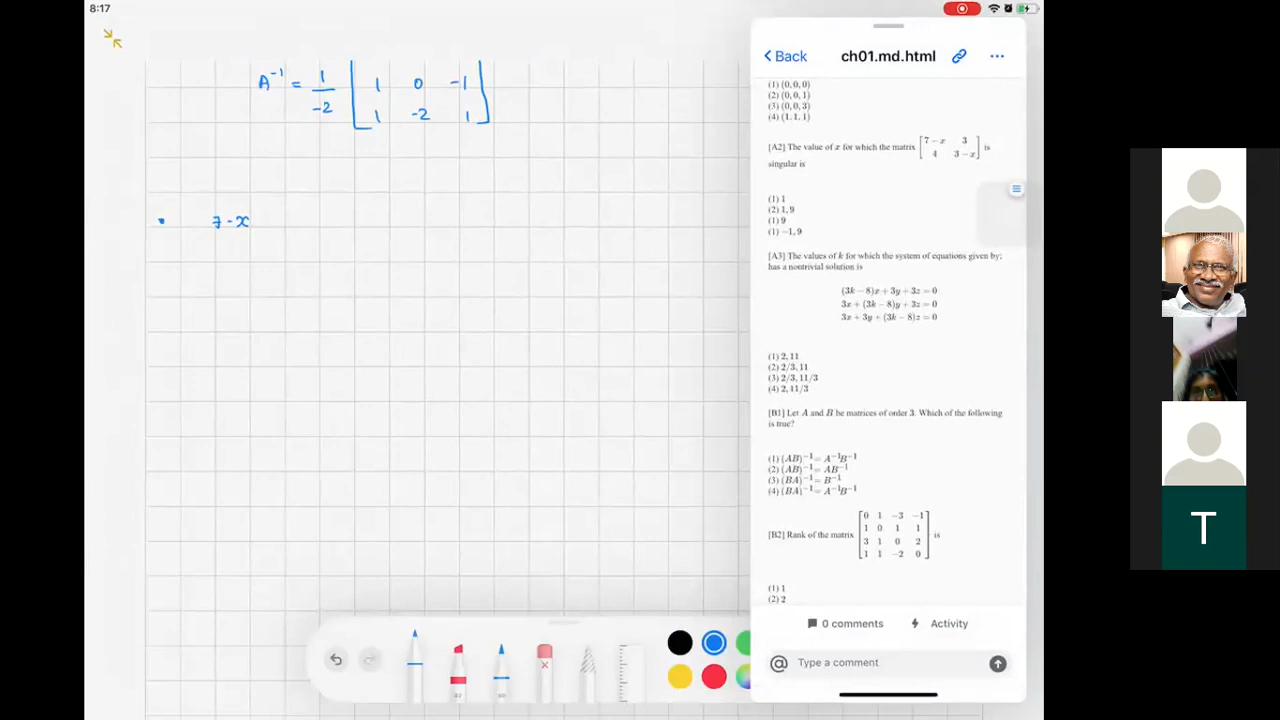 8:17
A⁻¹ = 1/-2 [1 0 -1
1 -2 1]
• 7-x
Back
ch01.md.html
(1) (0, 0, 0)
(2) (0, 0, 1)
(3) (0, 0, 3)
(4) (1, 1, 1)
[A2] The value of x for which the matrix [7 − x 3
4 3 − x] is
singular is
(1) 1
(2) 1, 9
(1) 9
(1) −1, 9
[A3] The values of k for which the system of equations given by;
has a nontrivial solution is
(3k − 8)x + 3y + 3z = 0
3x + (3k − 8)y + 3z = 0
3x + 3y + (3k − 8)z = 0
(1) 2, 11
(2) 2/3, 11
(3) 2/3, 11/3
(4) 2, 11/3
[B1] Let A and B be matrices of order 3. Which of the following
is true?
(1) (AB)⁻¹ = A⁻¹B⁻¹
(2) (AB)⁻¹ = AB⁻¹
(3) (BA)⁻¹ = B⁻¹
(4) (BA)⁻¹ = A⁻¹B⁻¹
[B2] Rank of the matrix [0 1 −3 −1
1 0 1 1
3 1 0 2
1 1 −2 0] is
(1) 1
(2) 2
0 comments
Activity
@ Type a comment
T